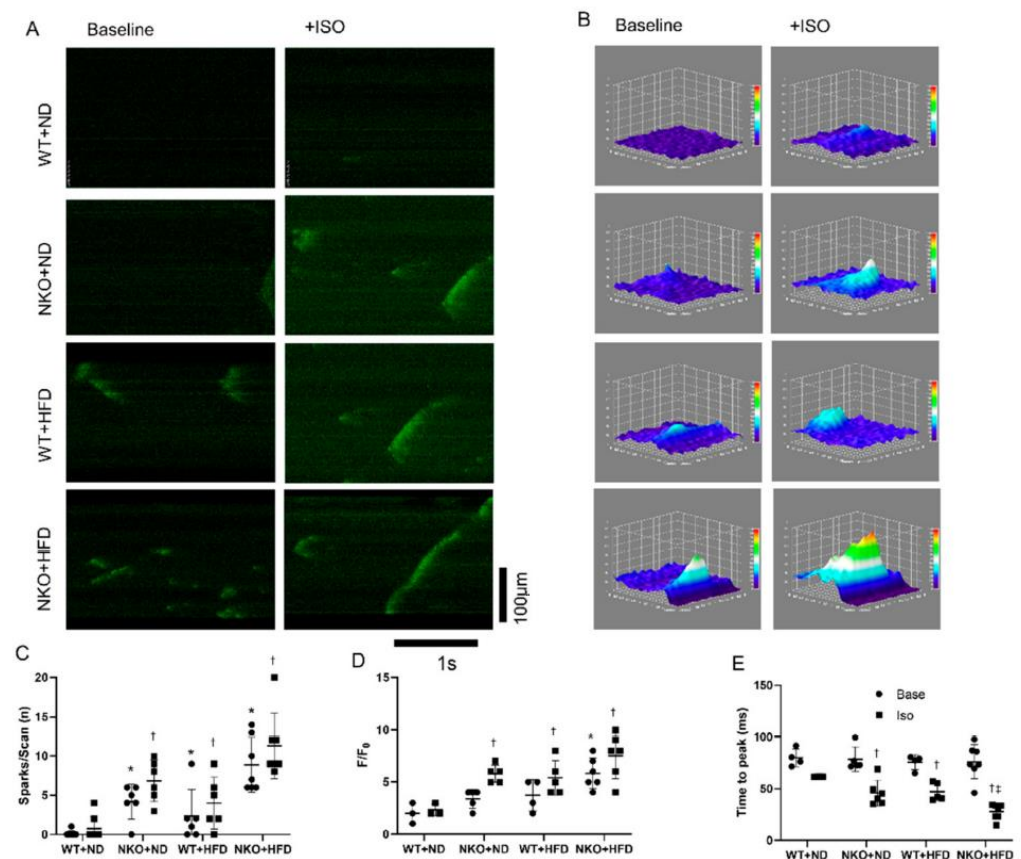 A
Baseline
+ISO
B
Baseline
+ISO
WT+ND
NKO+ND
WT+HFD
NKO+HFD
100μm
1s
C
Sparks/Scan (n)
20
15
10
5
0
*
†
*
†
*
†
WT+ND
NKO+ND
WT+HFD
NKO+HFD
D
F/F0
15
10
5
0
†
†
*
†
WT+ND
NKO+ND
WT+HFD
NKO+HFD
E
Time to peak (ms)
150
100
50
0
Base
Iso
†
†
†‡
WT+ND
NKO+ND
WT+HFD
NKO+HFD